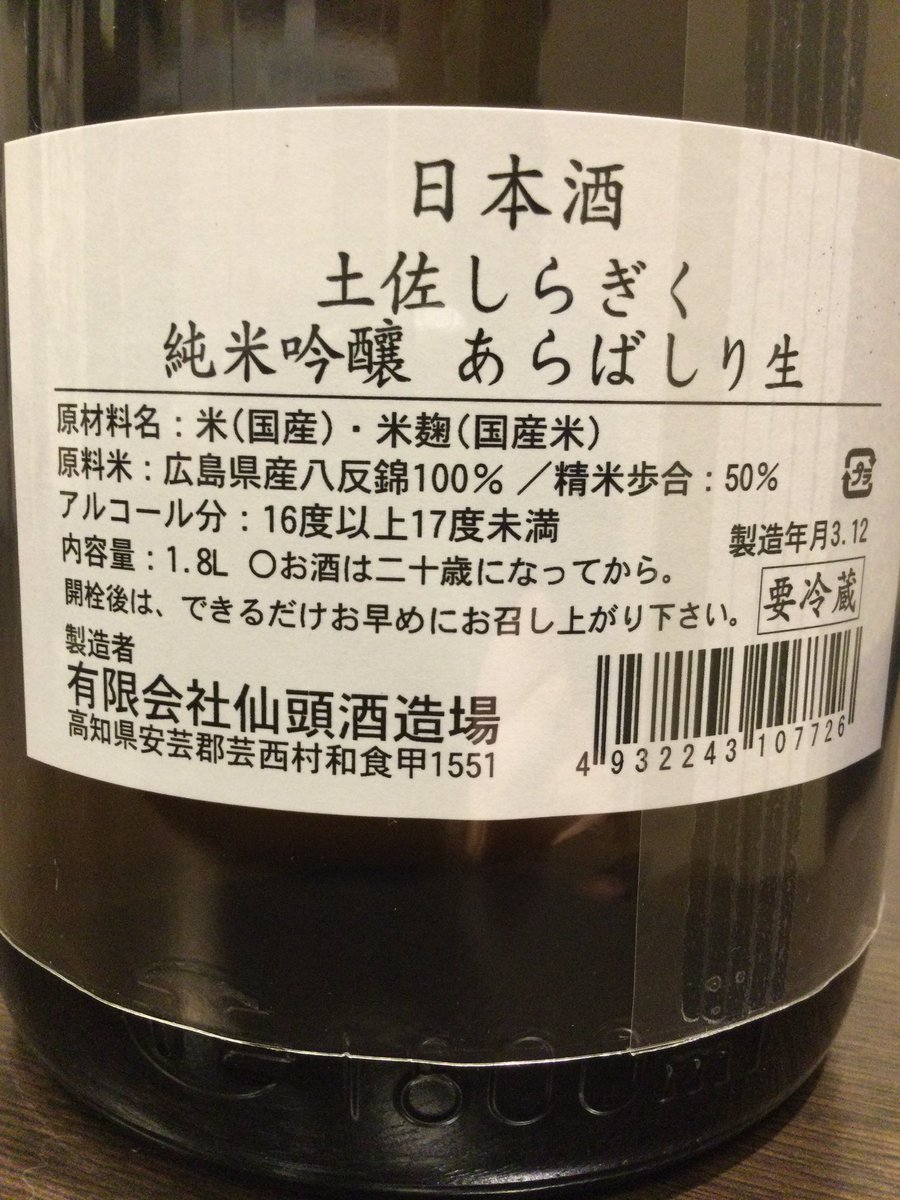 日本酒
土佐しらぎく
純米吟醸 あらばしり生
原材料名：米(国産)・米麹(国産米)
原料米：広島県産八反錦100％ ／精米歩合：50％
プラ
アルコール分：16度以上17度未満
製造年月3.12
内容量：1.8L 〇お酒は二十歳になってから。
開栓後は、できるだけお早めにお召し上がり下さい。
要冷蔵
製造者
有限会社仙頭酒造場
高知県安芸郡芸西村和食甲1551
4 932243 107726
1800ml